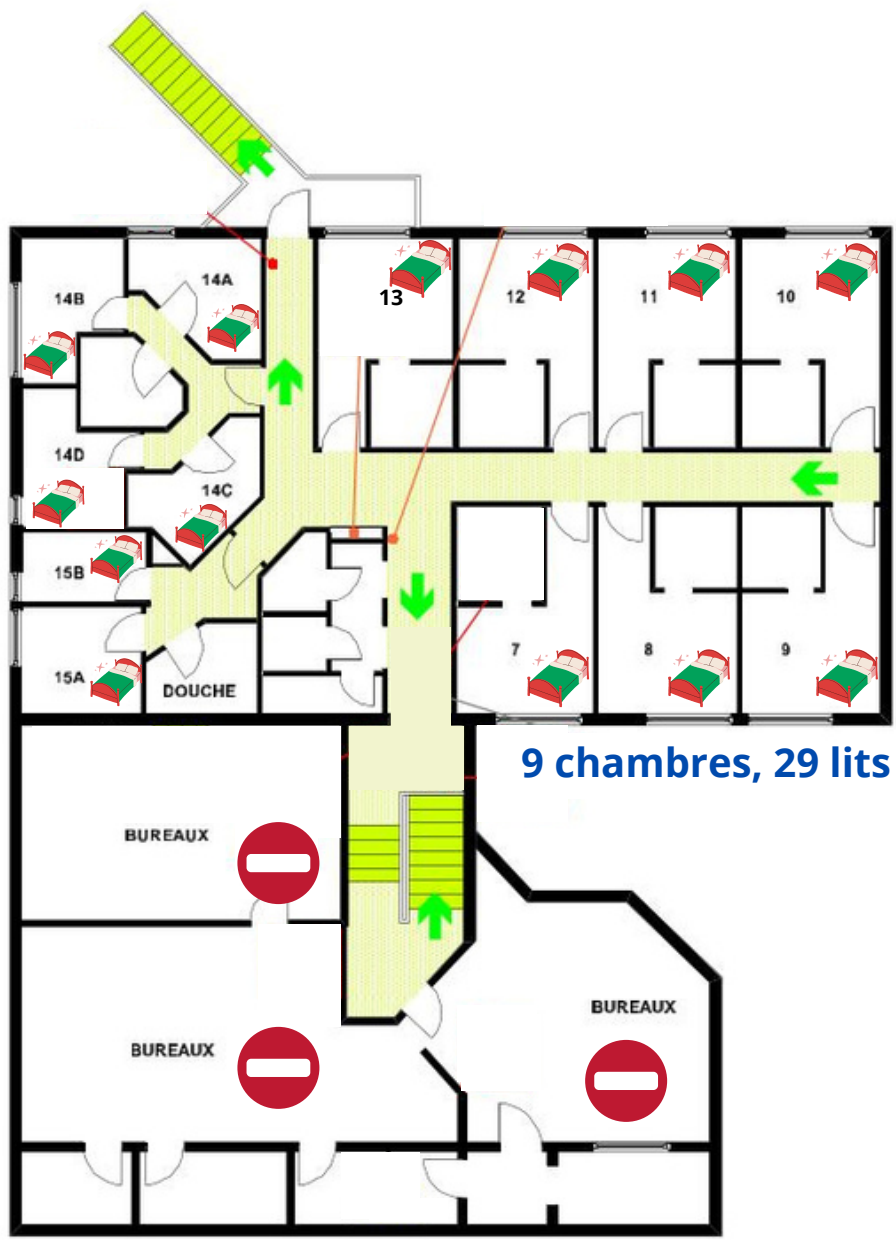 14A
14B
13
12
11
10
14D
14C
15B
15A
DOUCHE
7
8
9
9 chambres, 29 lits
BUREAUX
BUREAUX
BUREAUX